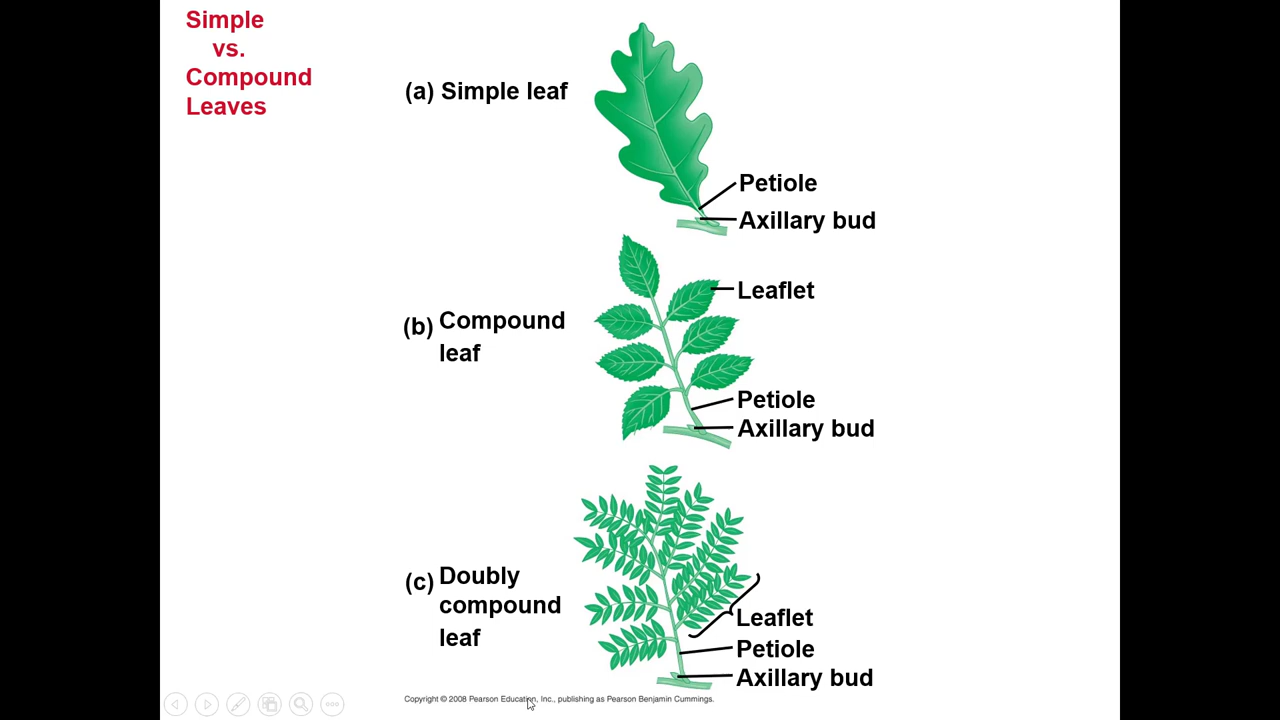 Simple
vs.
Compound
Leaves
(a) Simple leaf
Petiole
Axillary bud
Leaflet
(b) Compound
leaf
Petiole
Axillary bud
(c) Doubly
compound
leaf
Leaflet
Petiole
Axillary bud
Copyright © 2008 Pearson Education, Inc., publishing as Pearson Benjamin Cummings.